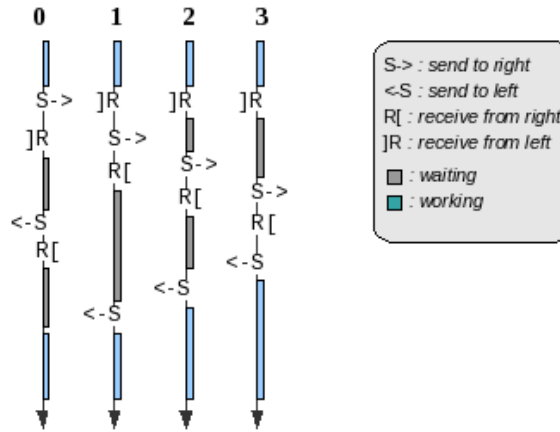 0 1 2 3
S-> ]R ]R ]R
]R S->
R[ S->
S->
R[
<-S R[
R[
<-S
<-S
<-S
S-> : send to right
<-S : send to left
R[ : receive from right
]R : receive from left
: waiting
: working